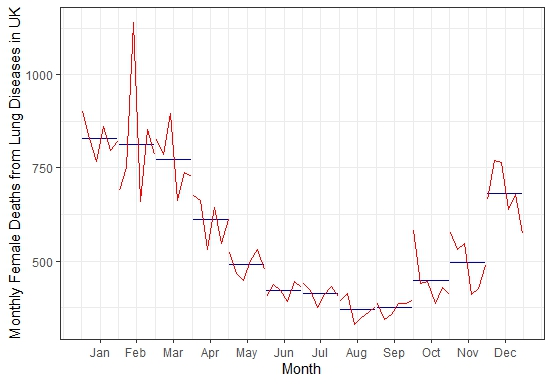 Monthly Female Deaths from Lung Diseases in UK
1000
750
500
Jan Feb Mar Apr May Jun Jul Aug Sep Oct Nov Dec
Month